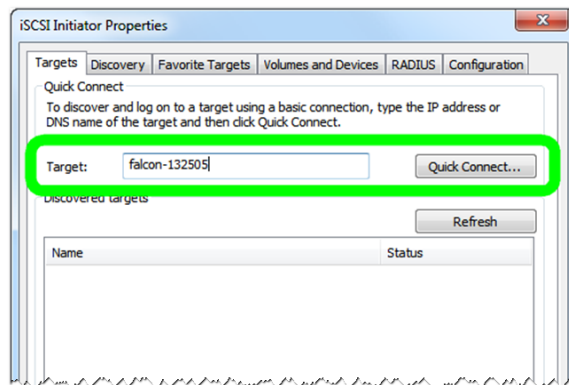 iSCSI Initiator Properties
Targets Discovery Favorite Targets Volumes and Devices RADIUS Configuration
Quick Connect
To discover and log on to a target using a basic connection, type the IP address or
DNS name of the target and then click Quick Connect.
Target: falcon-132505 Quick Connect...
Discovered targets
Refresh
Name Status